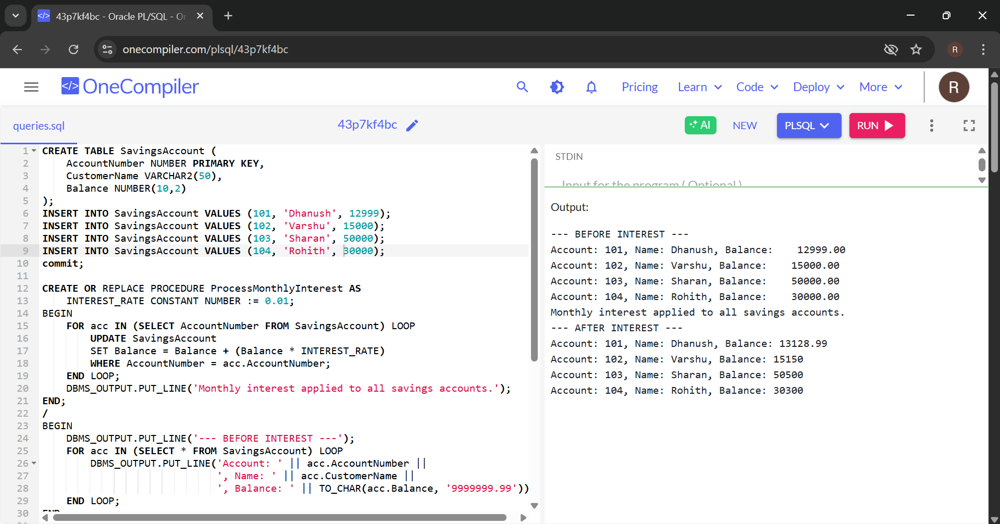 43p7kf4bc - Oracle PL/SQL - Or
onecompiler.com/plsql/43p7kf4bc
R
</> OneCompiler
Pricing Learn Code Deploy More
R
queries.sql
43p7kf4bc
AI NEW PLSQL RUN
1 CREATE TABLE SavingsAccount (
2 AccountNumber NUMBER PRIMARY KEY,
3 CustomerName VARCHAR2(50),
4 Balance NUMBER(10,2)
5 );
6 INSERT INTO SavingsAccount VALUES (101, 'Dhanush', 12999);
7 INSERT INTO SavingsAccount VALUES (102, 'Varshu', 15000);
8 INSERT INTO SavingsAccount VALUES (103, 'Sharan', 50000);
9 INSERT INTO SavingsAccount VALUES (104, 'Rohith', 30000);
10 commit;
11
12 CREATE OR REPLACE PROCEDURE ProcessMonthlyInterest AS
13 INTEREST_RATE CONSTANT NUMBER := 0.01;
14 BEGIN
15 FOR acc IN (SELECT AccountNumber FROM SavingsAccount) LOOP
16 UPDATE SavingsAccount
17 SET Balance = Balance + (Balance * INTEREST_RATE)
18 WHERE AccountNumber = acc.AccountNumber;
19 END LOOP;
20 DBMS_OUTPUT.PUT_LINE('Monthly interest applied to all savings accounts.');
21 END;
22 /
23 BEGIN
24 DBMS_OUTPUT.PUT_LINE('--- BEFORE INTEREST ---');
25 FOR acc IN (SELECT * FROM SavingsAccount) LOOP
26 DBMS_OUTPUT.PUT_LINE('Account: ' || acc.AccountNumber ||
27 ', Name: ' || acc.CustomerName ||
28 ', Balance: ' || TO_CHAR(acc.Balance, '9999999.99'))
29 END LOOP;
30
STDIN
Input for the program ( Optional )
Output:
--- BEFORE INTEREST ---
Account: 101, Name: Dhanush, Balance:    12999.00
Account: 102, Name: Varshu, Balance:    15000.00
Account: 103, Name: Sharan, Balance:    50000.00
Account: 104, Name: Rohith, Balance:    30000.00
Monthly interest applied to all savings accounts.
--- AFTER INTEREST ---
Account: 101, Name: Dhanush, Balance: 13128.99
Account: 102, Name: Varshu, Balance: 15150
Account: 103, Name: Sharan, Balance: 50500
Account: 104, Name: Rohith, Balance: 30300